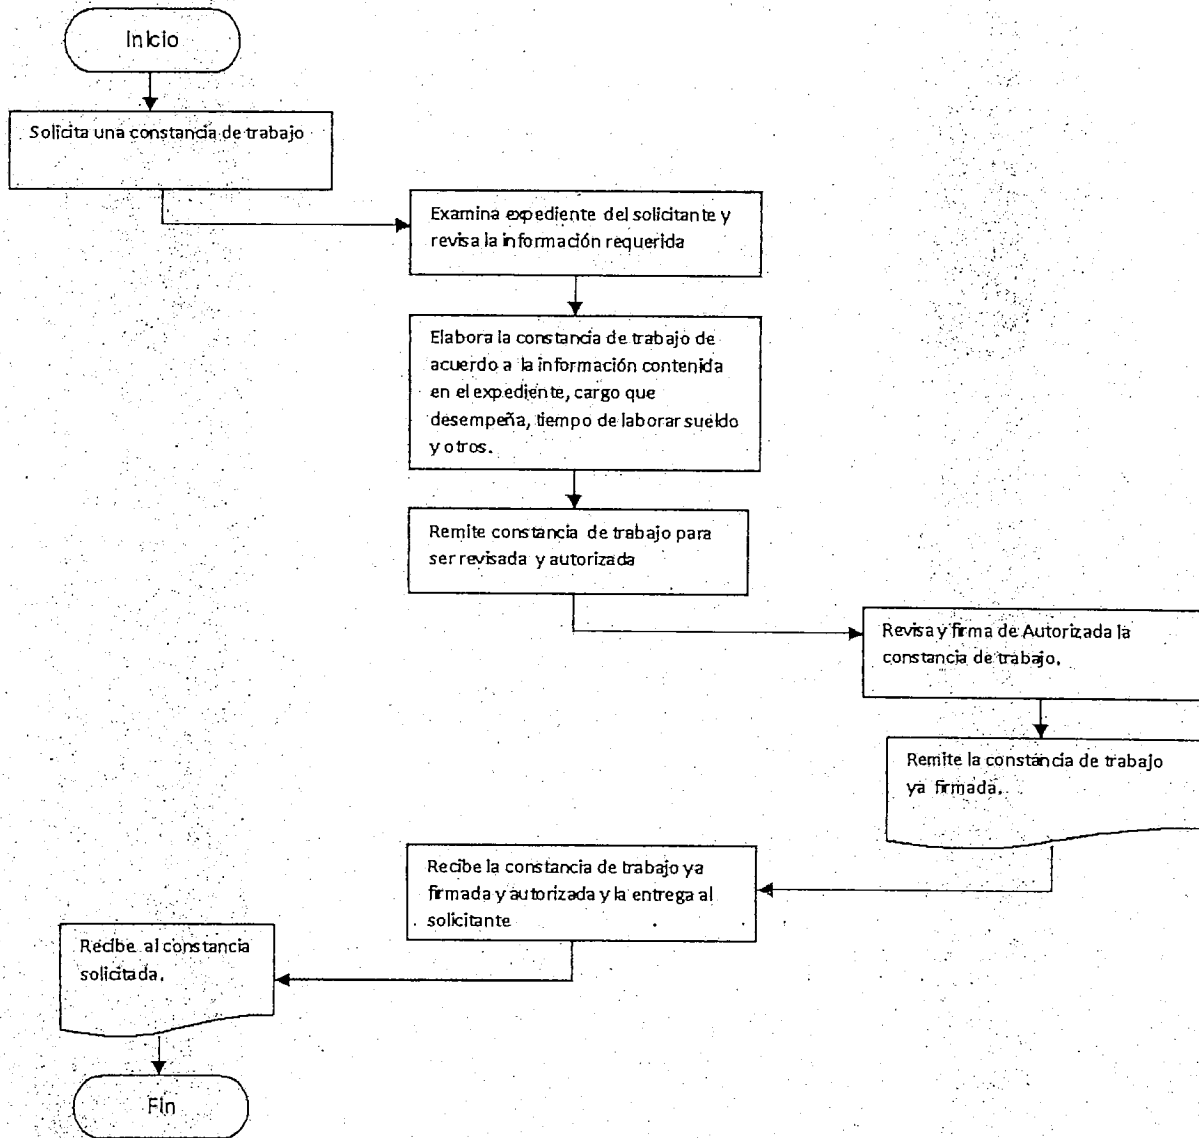 Inicio
Solicita una constancia de trabajo
Examina expediente del solicitante y
revisa la información requerida
Elabora la constancia de trabajo de
acuerdo a la información contenida
en el expediente, cargo que
desempeña, tiempo de laborar sueldo
y otros.
Remite constancia de trabajo para
ser revisada y autorizada
Revisa y firma de Autorizada la
constancia de trabajo.
Remite la constancia de trabajo
ya firmada.
Recibe la constancia de trabajo ya
firmada y autorizada y la entrega al
solicitante
Recibe al constancia
solicitada.
Fin